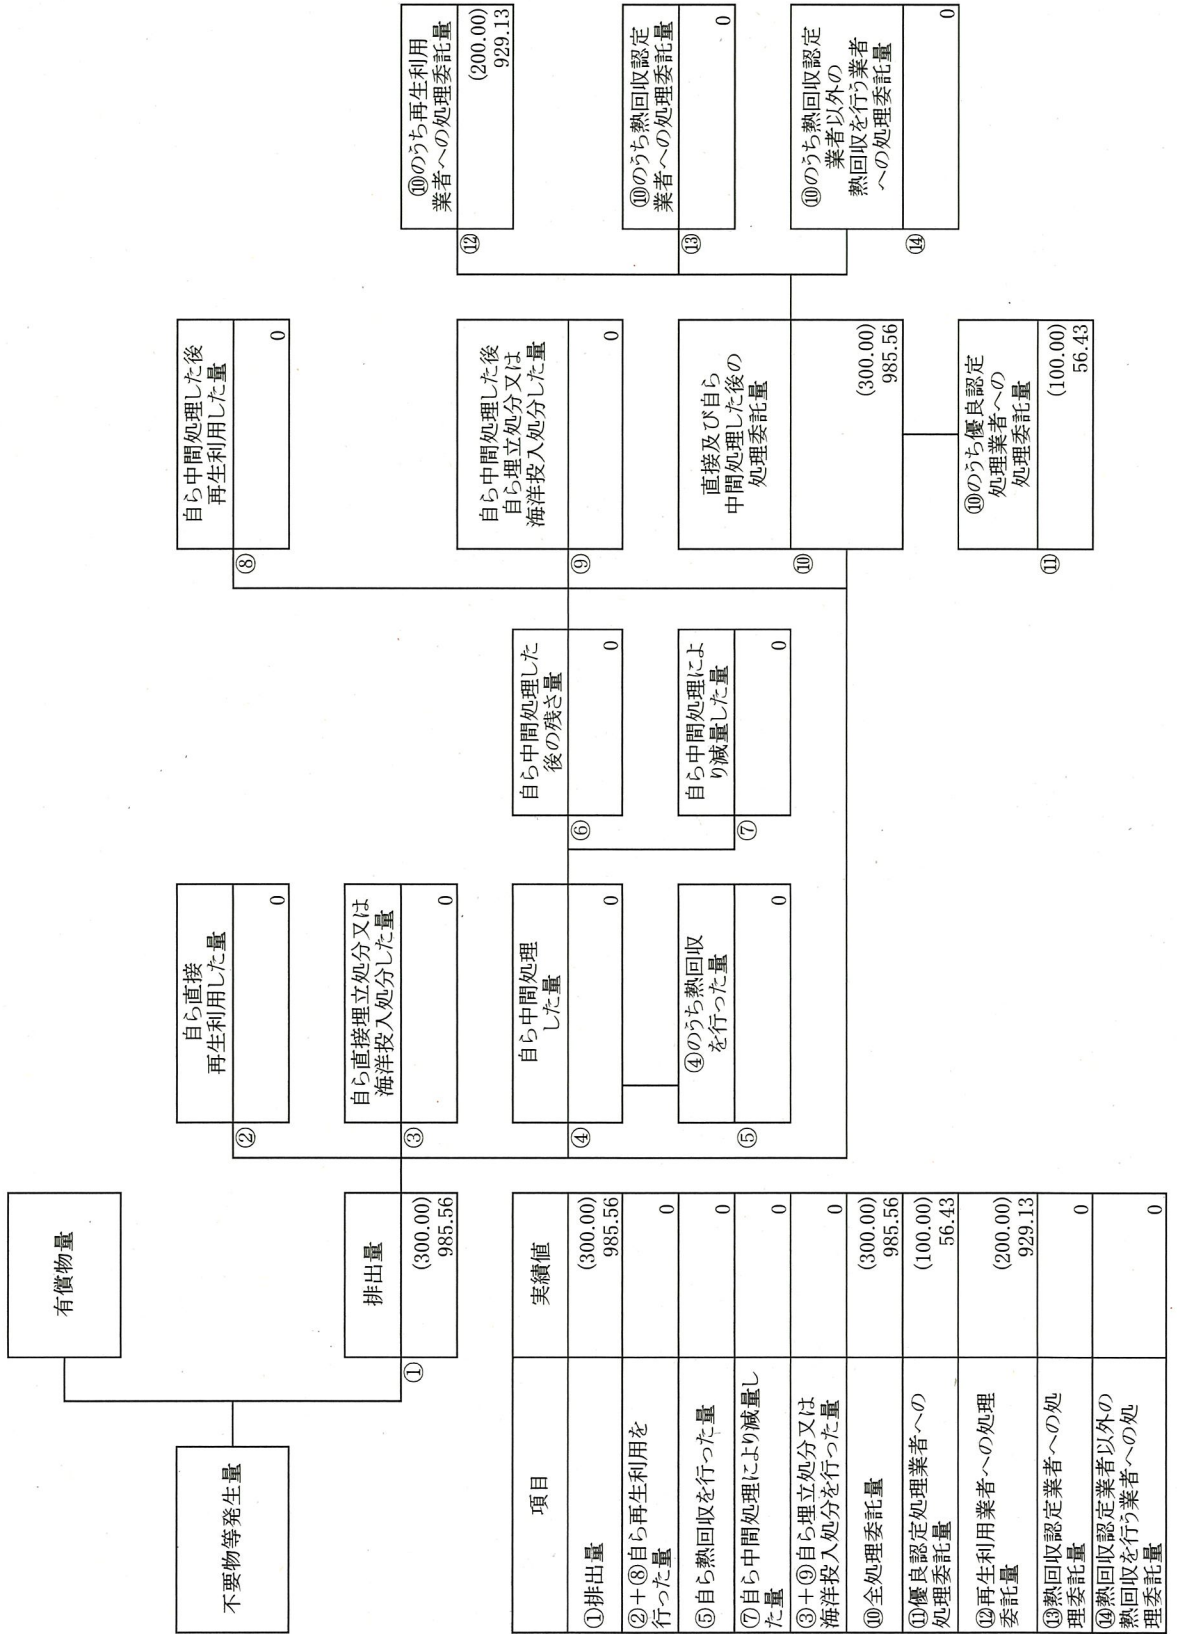 有償物量
不要物等発生量
排出量
①
(300.00)
985.56
自ら直接
再生利用した量
②
0
自ら直接埋立処分又は
海洋投入処分した量
③
0
自ら中間処理
した量
④
0
④のうち熱回収
を行った量
⑤
0
自ら中間処理した
後の残さ量
⑥
0
自ら中間処理によ
り減量した量
⑦
0
自ら中間処理した後
再生利用した量
⑧
0
自ら中間処理した後
自ら埋立処分又は
海洋投入処分した量
⑨
0
直接及び自ら
中間処理した後の
処理委託量
⑩
(300.00)
985.56
⑩のうち優良認定
処理業者への
処理委託量
⑪
(100.00)
56.43
⑩のうち再生利用
業者への処理委託量
⑫
(200.00)
929.13
⑩のうち熱回収認定
業者への処理委託量
⑬
0
⑩のうち熱回収認定
業者以外の
熱回収を行う業者
への処理委託量
⑭
0
項目
実績値
①排出量
(300.00)
985.56
②＋⑧自ら再生利用を
行った量
0
⑤自ら熱回収を行った量
0
⑦自ら中間処理により減量し
た量
0
③＋⑨自ら埋立処分又は
海洋投入処分を行った量
0
⑩全処理委託量
(300.00)
985.56
⑪優良認定処理業者への
処理委託量
(100.00)
56.43
⑫再生利用業者への処理
委託量
(200.00)
929.13
⑬熱回収認定業者への処
理委託量
0
⑭熱回収認定業者以外の
熱回収を行う業者への処
理委託量
0